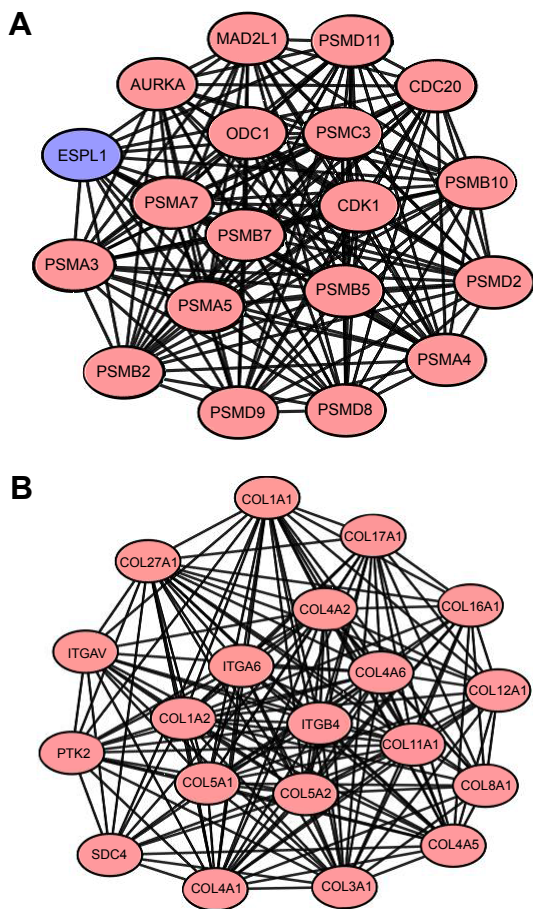 A
MAD2L1
PSMD11
AURKA
CDC20
ODC1
PSMC3
ESPL1
PSMB10
PSMA7
CDK1
PSMB7
PSMA3
PSMD2
PSMA5
PSMB5
PSMB2
PSMA4
PSMD9
PSMD8
B
COL1A1
COL17A1
COL27A1
COL4A2
COL16A1
ITGAV
ITGA6
COL4A6
COL12A1
COL1A2
ITGB4
COL11A1
PTK2
COL5A1
COL5A2
COL8A1
SDC4
COL4A5
COL4A1
COL3A1